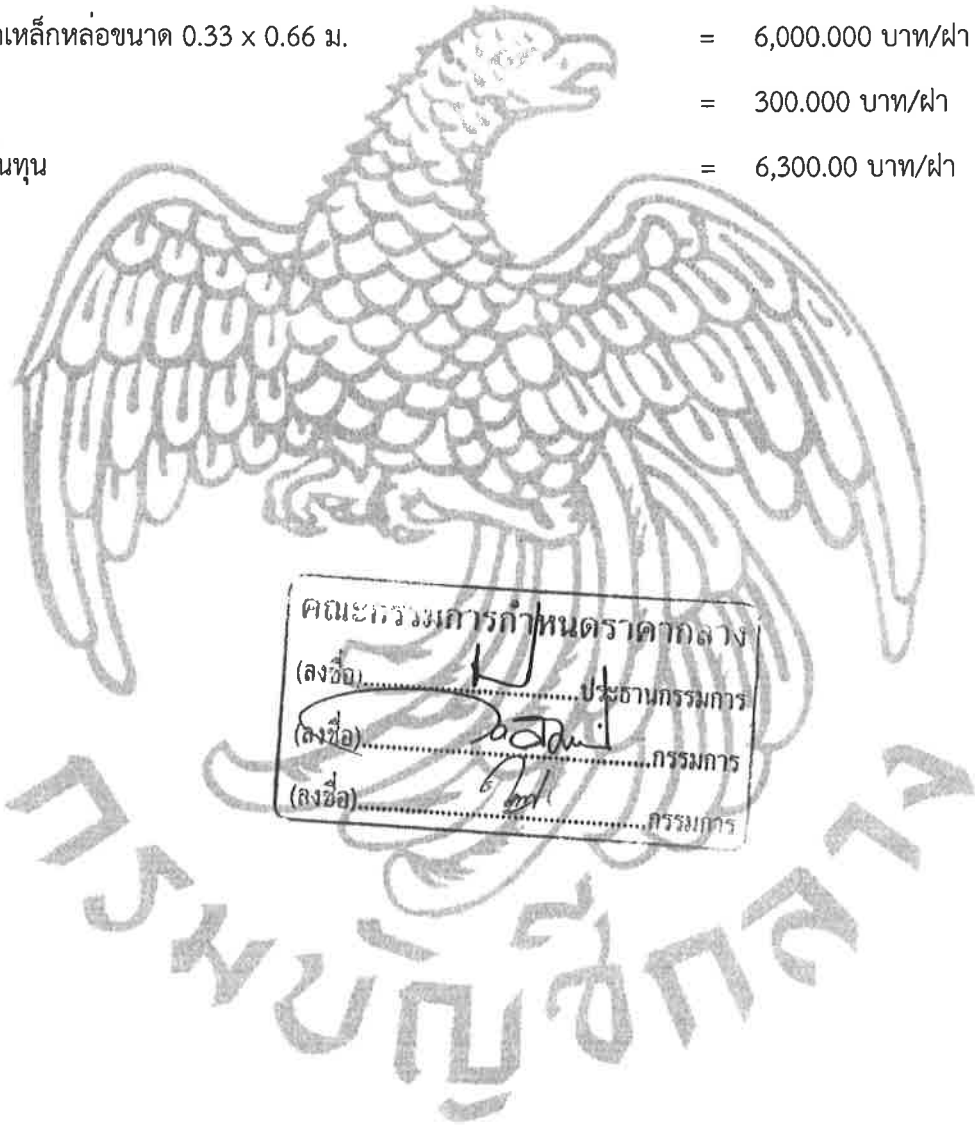 าเหล็กหล่อขนาด 0.33 x 0.66 ม. = 6,000.000 บาท/ฝา
= 300.000 บาท/ฝา
นทุน = 6,300.00 บาท/ฝา
คณะกรรมการกำหนดราคากลาง
(ลงชื่อ)....................ประธานกรรมการ
(ลงชื่อ)....................กรรมการ
(ลงชื่อ)....................กรรมการ
กรมบัญชีกลาง